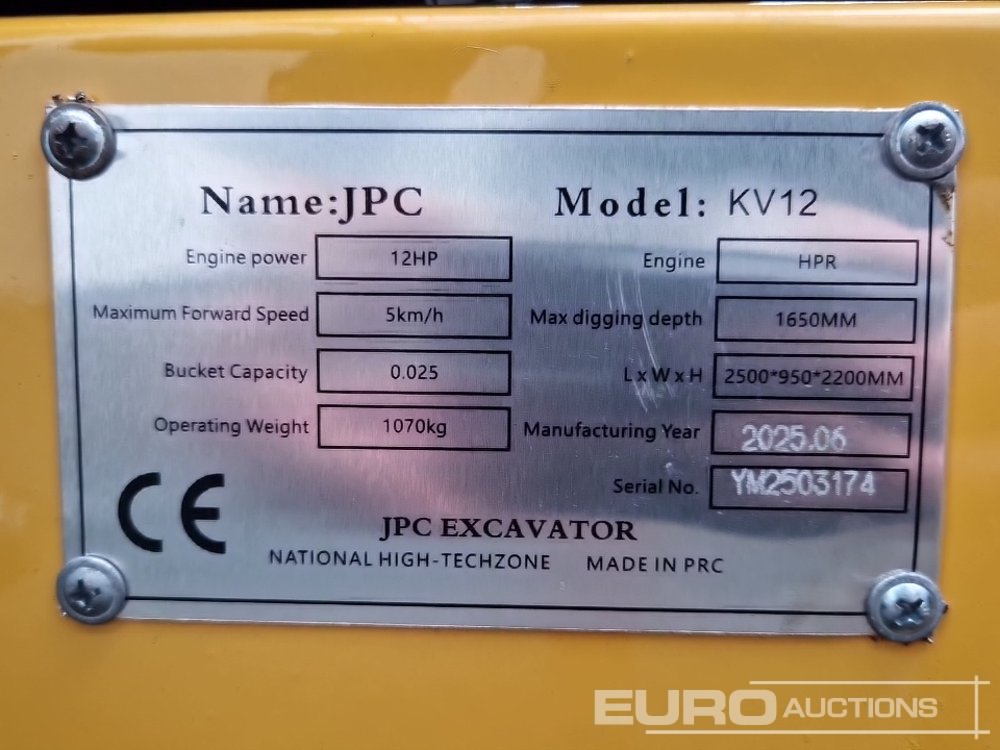 Name:JPC Model: KV12
Engine power 12HP Engine HPR
Maximum Forward Speed 5km/h Max digging depth 1650MM
Bucket Capacity 0.025 L x W x H 2500*950*2200MM
Operating Weight 1070kg Manufacturing Year 2025.06
Serial No. YM2503174
CE
JPC EXCAVATOR
NATIONAL HIGH-TECHZONE MADE IN PRC
EURO AUCTIONS